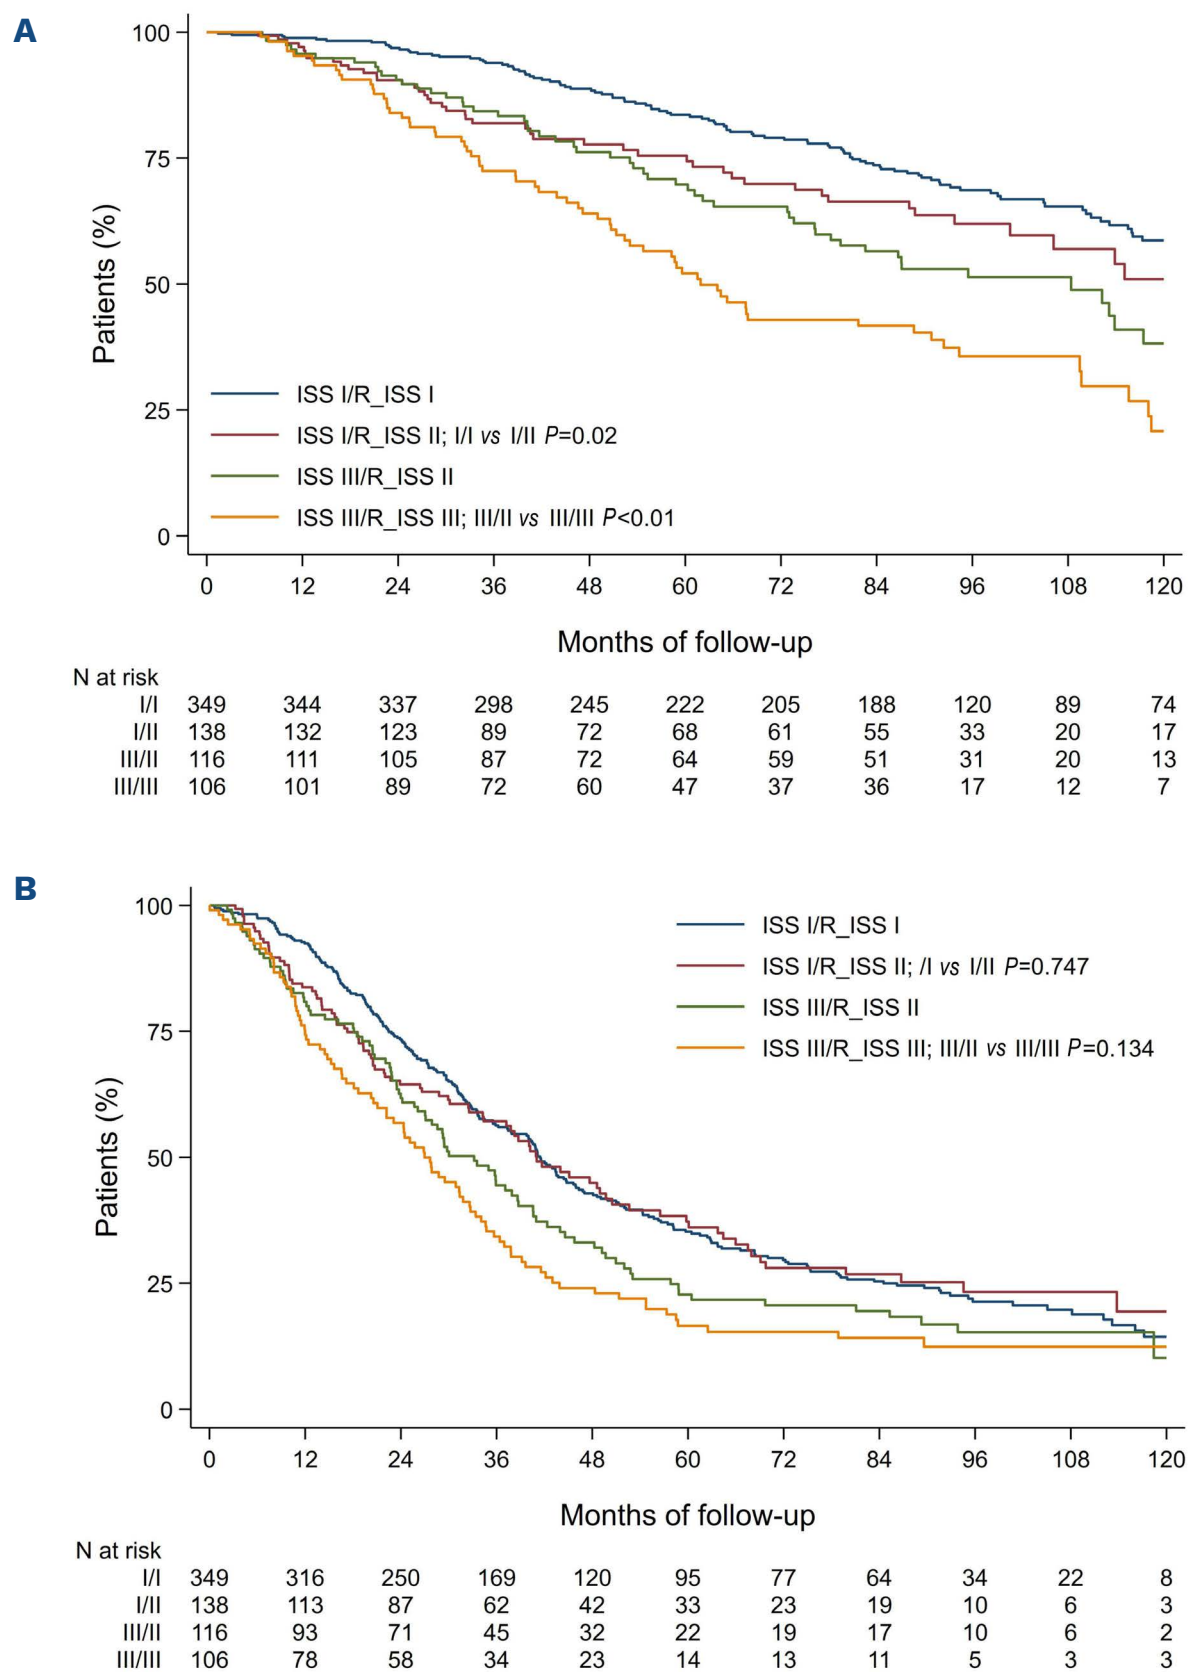 A
100
75
50
25
0
Patients (%)
ISS I/R_ISS I
ISS I/R_ISS II; I/I vs I/II P=0.02
ISS III/R_ISS II
ISS III/R_ISS III; III/II vs III/III P<0.01
0 12 24 36 48 60 72 84 96 108 120
Months of follow-up
N at risk
I/I 349 344 337 298 245 222 205 188 120 89 74
I/II 138 132 123 89 72 68 61 55 33 20 17
III/II 116 111 105 87 72 64 59 51 31 20 13
III/III 106 101 89 72 60 47 37 36 17 12 7
B
100
75
50
25
0
Patients (%)
ISS I/R_ISS I
ISS I/R_ISS II; /I vs I/II P=0.747
ISS III/R_ISS II
ISS III/R_ISS III; III/II vs III/III P=0.134
0 12 24 36 48 60 72 84 96 108 120
Months of follow-up
N at risk
I/I 349 316 250 169 120 95 77 64 34 22 8
I/II 138 113 87 62 42 33 23 19 10 6 3
III/II 116 93 71 45 32 22 19 17 10 6 2
III/III 106 78 58 34 23 14 13 11 5 3 3